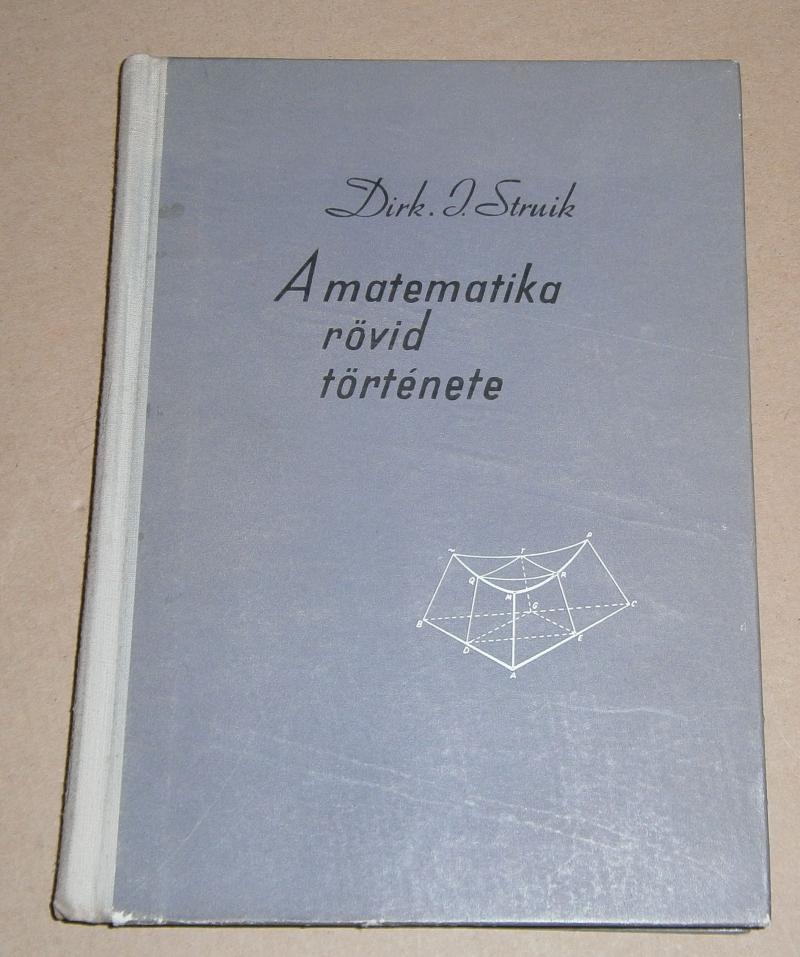 Dirk. J. Struik
A matematika
rövid
története
T
Q
R
M
G
B
C
D
E
A